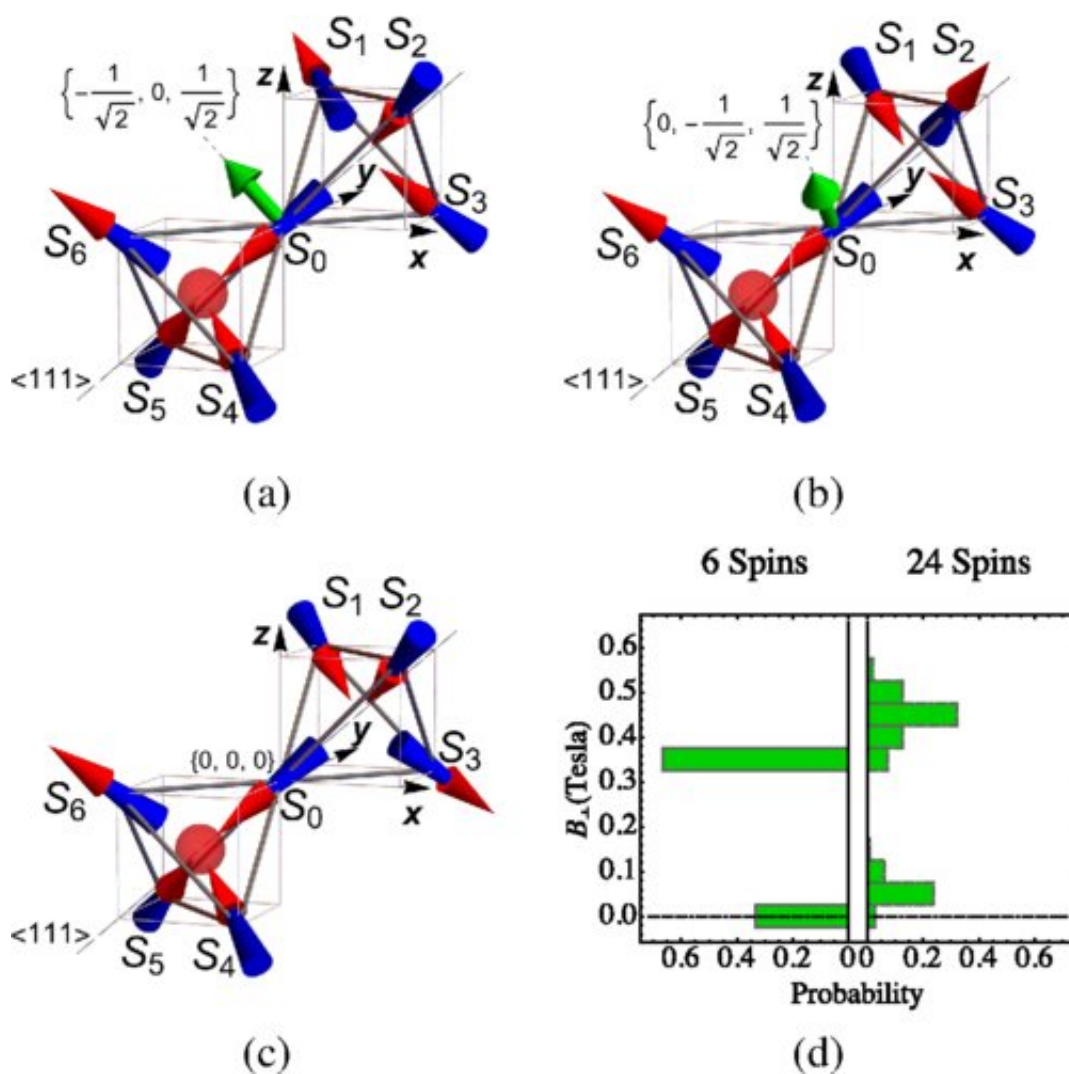 S1 S2
{-1/√2, 0, 1/√2}
z
y
S3
S6
S0
x
<111>
S5 S4
(a)
S1 S2
{0, -1/√2, 1/√2}
z
y
S3
S6
S0
x
<111>
S5 S4
(b)
S1 S2
z
y
S3
{0, 0, 0}
S6
S0
x
<111>
S5 S4
(c)
6 Spins 24 Spins
B⊥(Tesla)
0.6
0.5
0.4
0.3
0.2
0.1
0.0
0.6 0.4 0.2 0 0 0.2 0.4 0.6
Probability
(d)